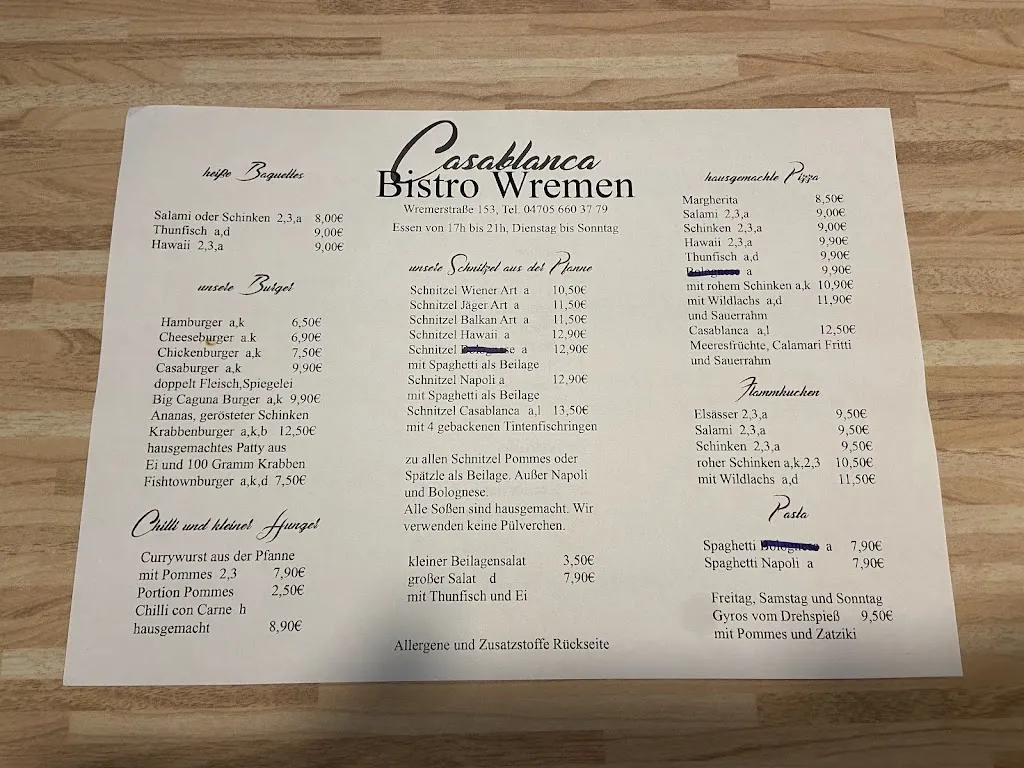 Casablanca
Bistro Wremen
Wremerstraße 153, Tel. 04705 660 37 79
Essen von 17h bis 21h, Dienstag bis Sonntag
heiße Baguettes
Salami oder Schinken 2,3,a 8,00€
Thunfisch a,d 9,00€
Hawaii 2,3,a 9,00€
unsere Burger
Hamburger a,k 6,50€
Cheeseburger a.k 6,90€
Chickenburger a,k 7,50€
Casaburger a,k 9,90€
doppelt Fleisch,Spiegelei
Big Caguna Burger a,k 9,90€
Ananas, gerösteter Schinken
Krabbenburger a,k,b 12,50€
hausgemachtes Patty aus
Ei und 100 Gramm Krabben
Fishtownburger a,k,d 7,50€
Chilli und kleiner Hunger
Currywurst aus der Pfanne
mit Pommes 2,3 7,90€
Portion Pommes 2,50€
Chilli con Carne h
hausgemacht 8,90€
unsere Schnitzel aus der Pfanne
Schnitzel Wiener Art a 10,50€
Schnitzel Jäger Art a 11,50€
Schnitzel Balkan Art a 11,50€
Schnitzel Hawaii a 12,90€
Schnitzel Bolognese a 12,90€
mit Spaghetti als Beilage
Schnitzel Napoli a 12,90€
mit Spaghetti als Beilage
Schnitzel Casablanca a,l 13,50€
mit 4 gebackenen Tintenfischringen
zu allen Schnitzel Pommes oder
Spätzle als Beilage. Außer Napoli
und Bolognese.
Alle Soßen sind hausgemacht. Wir
verwenden keine Pülverchen.
kleiner Beilagensalat 3,50€
großer Salat d 7,90€
mit Thunfisch und Ei
Allergene und Zusatzstoffe Rückseite
hausgemachte Pizza
Margherita 8,50€
Salami 2,3,a 9,00€
Schinken 2,3,a 9,00€
Hawaii 2,3,a 9,90€
Thunfisch a,d 9,90€
Bolognese a 9,90€
mit rohem Schinken a,k 10,90€
mit Wildlachs a,d 11,90€
und Sauerrahm
Casablanca a,l 12,50€
Meeresfrüchte, Calamari Fritti
und Sauerrahm
Flammkuchen
Elsässer 2,3,a 9,50€
Salami 2,3,a 9,50€
Schinken 2,3,a 9,50€
roher Schinken a,k,2,3 10,50€
mit Wildlachs a,d 11,50€
Pasta
Spaghetti Bolognese a 7,90€
Spaghetti Napoli a 7,90€
Freitag, Samstag und Sonntag
Gyros vom Drehspieß 9,50€
mit Pommes und Zatziki